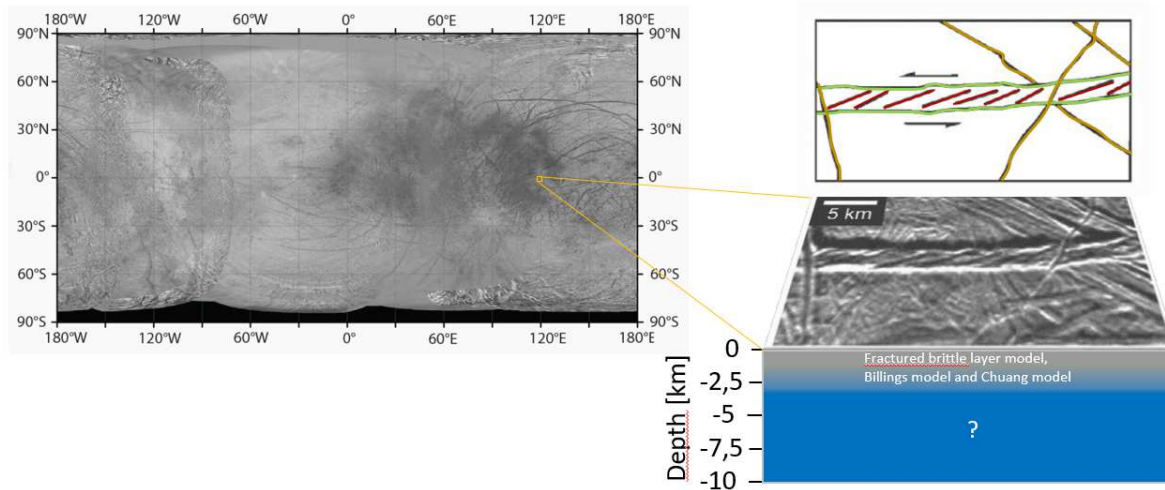 180°W 120°W 60°W 0° 60°E 120°E 180°E
90°N 90°N
60°N 60°N
30°N 30°N
0° 0°
30°S 30°S
60°S 60°S
90°S 90°S
180°W 120°W 60°W 0° 60°E 120°E 180°E
5 km
Depth [km]
0
-2,5
-5
-7,5
-10
Fractured brittle layer model,
Billings model and Chuang model
?